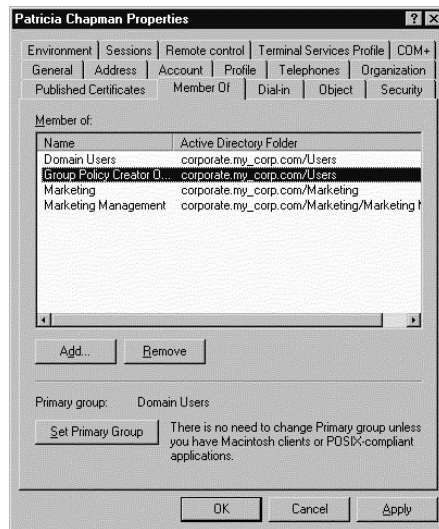 Patricia Chapman Properties
Environment Sessions Remote control Terminal Services Profile COM+
General Address Account Profile Telephones Organization
Published Certificates Member Of Dial-in Object Security
Member of:
Name Active Directory Folder
Domain Users corporate.my_corp.com/Users
Group Policy Creator O... corporate.my_corp.com/Users
Marketing corporate.my_corp.com/Marketing
Marketing Management corporate.my_corp.com/Marketing/Marketing
Add... Remove
Primary group: Domain Users
Set Primary Group There is no need to change Primary group unless
you have Macintosh clients or POSIX-compliant
applications.
OK Cancel Apply